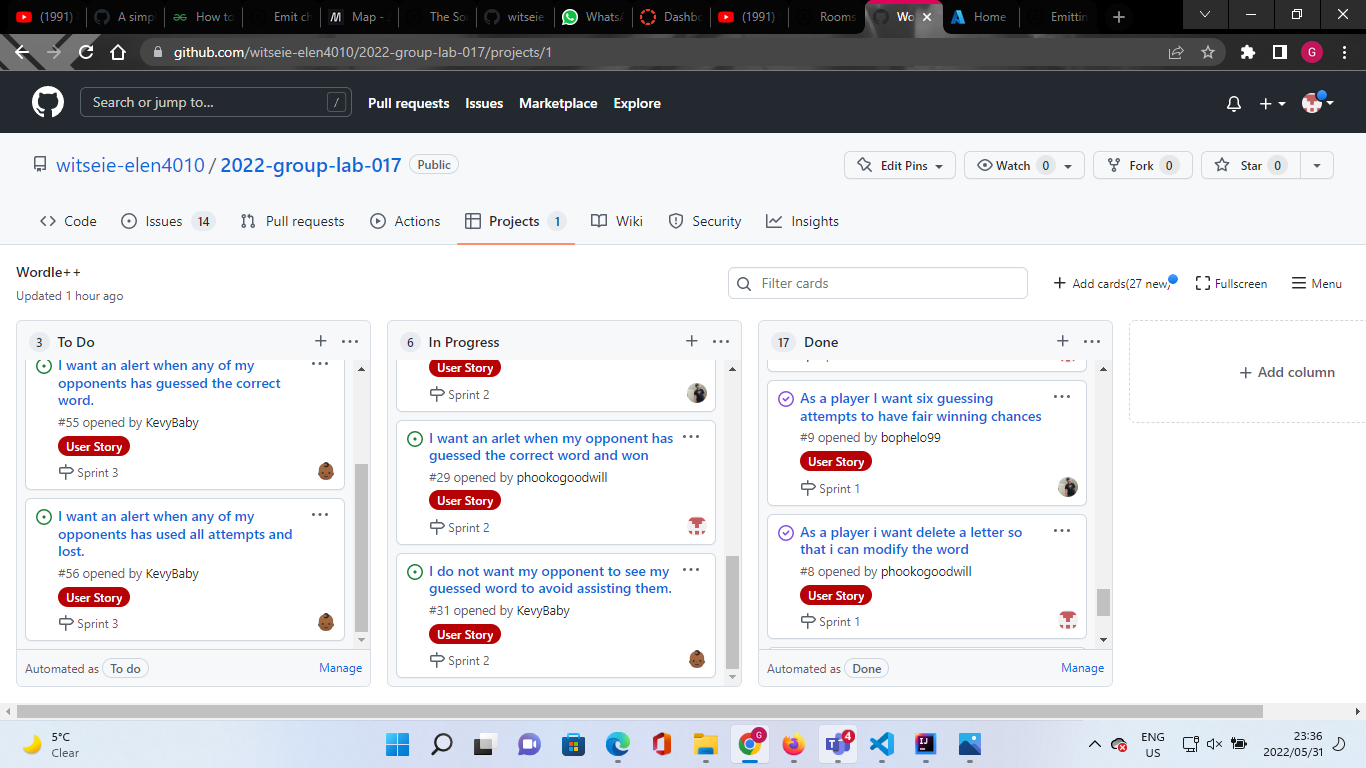 (1991)
A simp
How to
Emit ch
Map -
The So
witseie
WhatsA
Dashbo
(1991)
Rooms
Wo
Home
Emittin
github.com/witseie-elen4010/2022-group-lab-017/projects/1
G
Search or jump to...
/
Pull requests
Issues
Marketplace
Explore
witseie-elen4010 / 2022-group-lab-017
Public
Edit Pins
Watch 0
Fork 0
Star 0
Code
Issues 14
Pull requests
Actions
Projects 1
Wiki
Security
Insights
Wordle++
Updated 1 hour ago
Filter cards
Add cards(27 new)
Fullscreen
Menu
3 To Do
I want an alert when any of my
opponents has guessed the correct
word.
#55 opened by KevyBaby
User Story
Sprint 3
I want an alert when any of my
opponents has used all attempts and
lost.
#56 opened by KevyBaby
User Story
Sprint 3
Automated as To do
Manage
6 In Progress
User Story
Sprint 2
I want an arlet when my opponent has
guessed the correct word and won
#29 opened by phookogoodwill
User Story
Sprint 2
I do not want my opponent to see my
guessed word to avoid assisting them.
#31 opened by KevyBaby
User Story
Sprint 2
17 Done
As a player I want six guessing
attempts to have fair winning chances
#9 opened by bophelo99
User Story
Sprint 1
As a player i want delete a letter so
that i can modify the word
#8 opened by phookogoodwill
User Story
Sprint 1
Automated as Done
Manage
Add column
5°C
Clear
G
4
ENG
US
23:36
2022/05/31